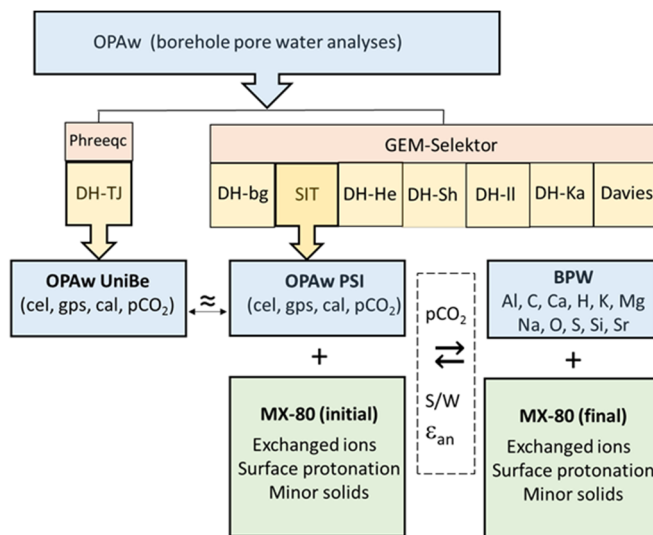 OPAw (borehole pore water analyses)
Phreeqc
GEM-Selektor
DH-TJ
DH-bg
SIT
DH-He
DH-Sh
DH-ll
DH-Ka
Davies
OPAw UniBe
(cel, gps, cal, pCO₂)
≈
OPAw PSI
(cel, gps, cal, pCO₂)
pCO₂
⇄
S/W
εan
BPW
Al, C, Ca, H, K, Mg
Na, O, S, Si, Sr
+
+
MX-80 (initial)
Exchanged ions
Surface protonation
Minor solids
MX-80 (final)
Exchanged ions
Surface protonation
Minor solids